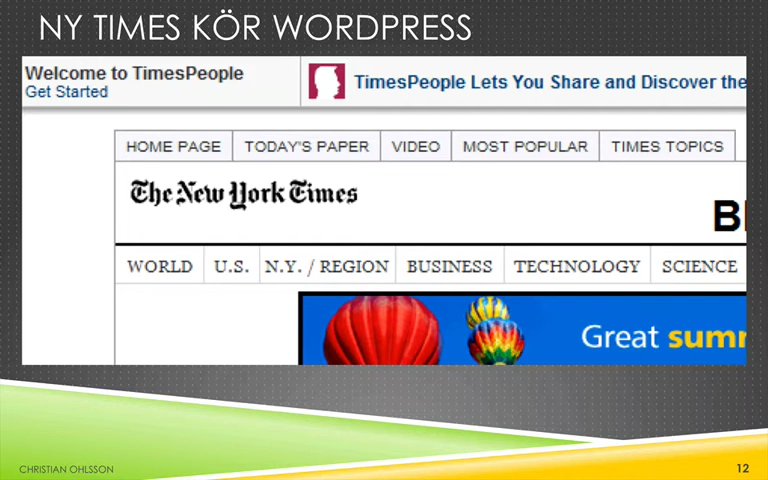 NY TIMES KÖR WORDPRESS
Welcome to TimesPeople
Get Started
TimesPeople Lets You Share and Discover the
HOME PAGE TODAY'S PAPER VIDEO MOST POPULAR TIMES TOPICS
The New York Times
WORLD U.S. N.Y. / REGION BUSINESS TECHNOLOGY SCIENCE
Great
CHRISTIAN OHLSSON
12